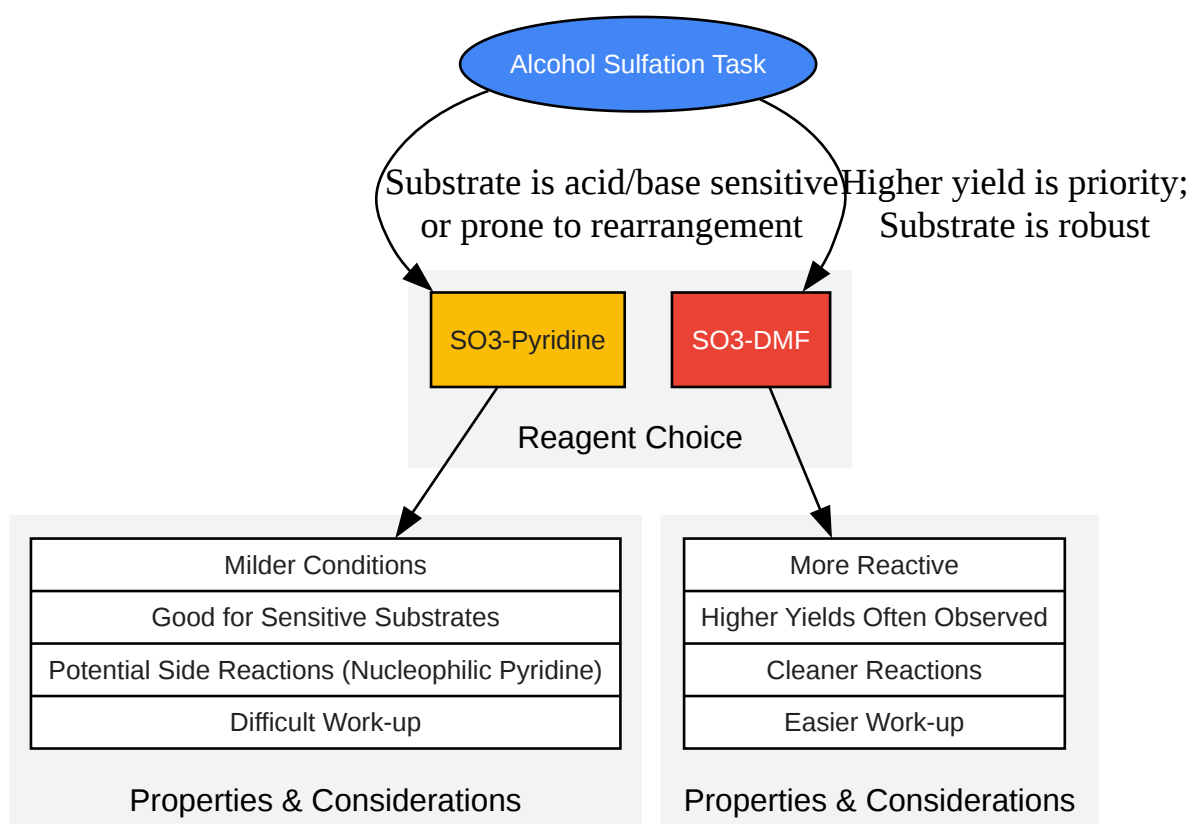 Alcohol Sulfation Task
Substrate is acid/base sensitive
or prone to rearrangement
Higher yield is priority;
Substrate is robust
SO3-Pyridine
SO3-DMF
Reagent Choice
Milder Conditions
Good for Sensitive Substrates
Potential Side Reactions (Nucleophilic Pyridine)
Difficult Work-up
Properties & Considerations
More Reactive
Higher Yields Often Observed
Cleaner Reactions
Easier Work-up
Properties & Considerations